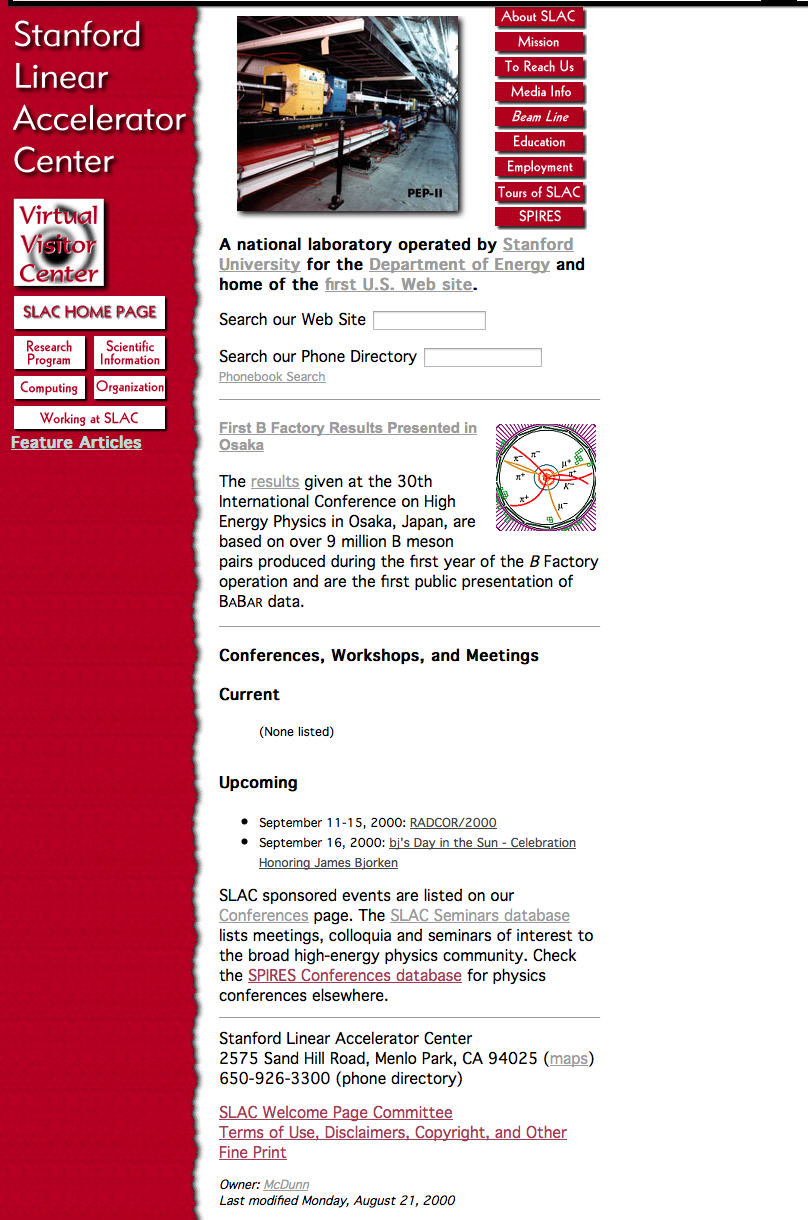 Stanford
Linear
Accelerator
Center
Virtual
Visitor
Center
SLAC HOME PAGE
Research
Program
Scientific
Information
Computing
Organization
Working at SLAC
Feature Articles
PEP-II
About SLAC
Mission
To Reach Us
Media Info
Beam Line
Education
Employment
Tours of SLAC
SPIRES
A national laboratory operated by Stanford
University for the Department of Energy and
home of the first U.S. Web site.
Search our Web Site
Search our Phone Directory
Phonebook Search
First B Factory Results Presented in
Osaka
The results given at the 30th
International Conference on High
Energy Physics in Osaka, Japan, are
based on over 9 million B meson
pairs produced during the first year of the B Factory
operation and are the first public presentation of
BABAR data.
π⁻ π⁻
μ⁺
π⁺ π⁺
K⁻
π⁺ μ⁻
Conferences, Workshops, and Meetings
Current
(None listed)
Upcoming
• September 11-15, 2000: RADCOR/2000
• September 16, 2000: bj's Day in the Sun - Celebration
Honoring James Bjorken
SLAC sponsored events are listed on our
Conferences page. The SLAC Seminars database
lists meetings, colloquia and seminars of interest to
the broad high-energy physics community. Check
the SPIRES Conferences database for physics
conferences elsewhere.
Stanford Linear Accelerator Center
2575 Sand Hill Road, Menlo Park, CA 94025 (maps)
650-926-3300 (phone directory)
SLAC Welcome Page Committee
Terms of Use, Disclaimers, Copyright, and Other
Fine Print
Owner: McDunn
Last modified Monday, August 21, 2000